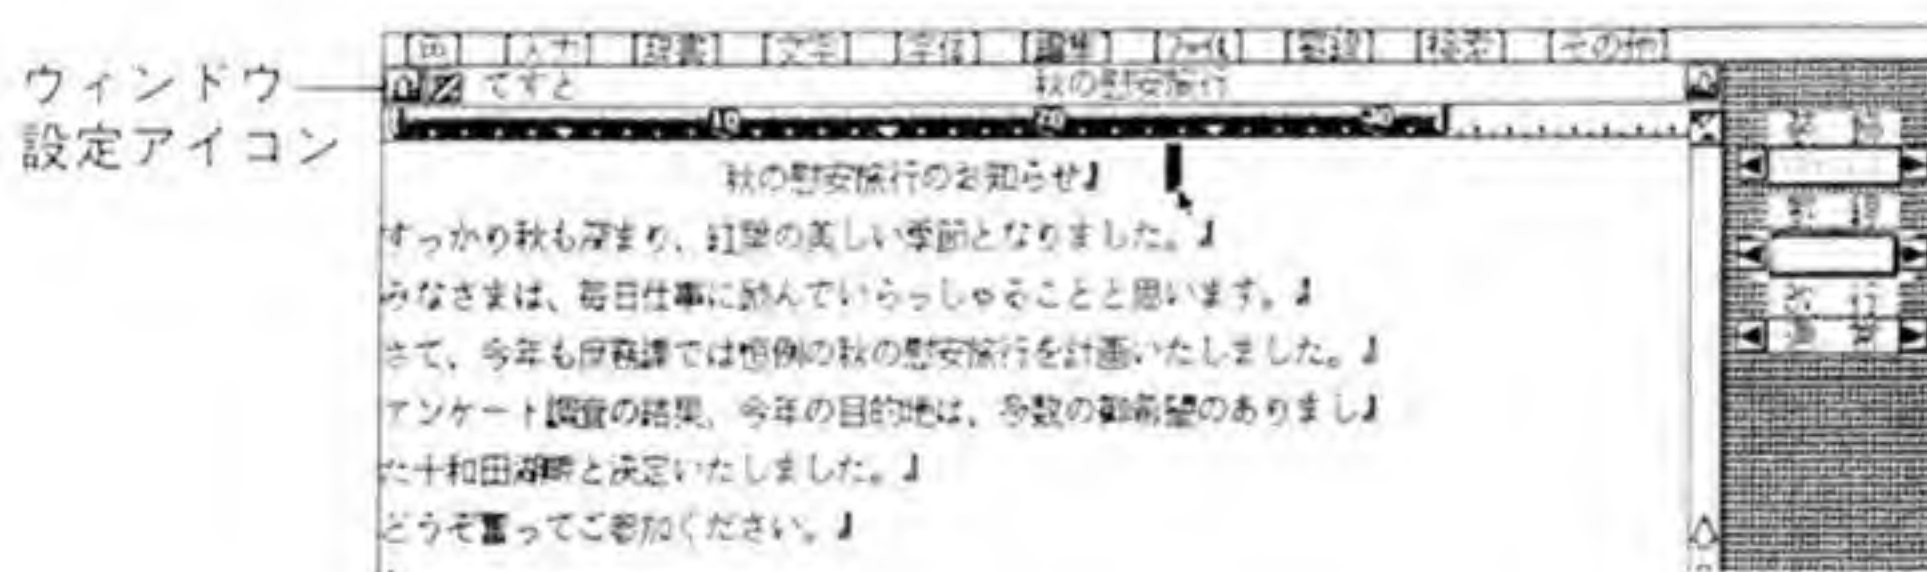 ウィンドウ
設定アイコン
[入力] [辞書] [文字] [編集] [ファイル] [罫線] [検索] [その他]
てすと 秋の慰安旅行
10 20 30
秋の慰安旅行のお知らせ』
すっかり秋も深まり、紅葉の美しい季節となりました。』
みなさまは、毎日仕事に励んでいらっしゃることと思います。』
さて、今年も庶務課では恒例の秋の慰安旅行を計画いたしました。』
アンケート調査の結果、今年の目的地は、多数の御希望のありまし』
た十和田湖畔と決定いたしました。』
どうぞ奮ってご参加ください。』